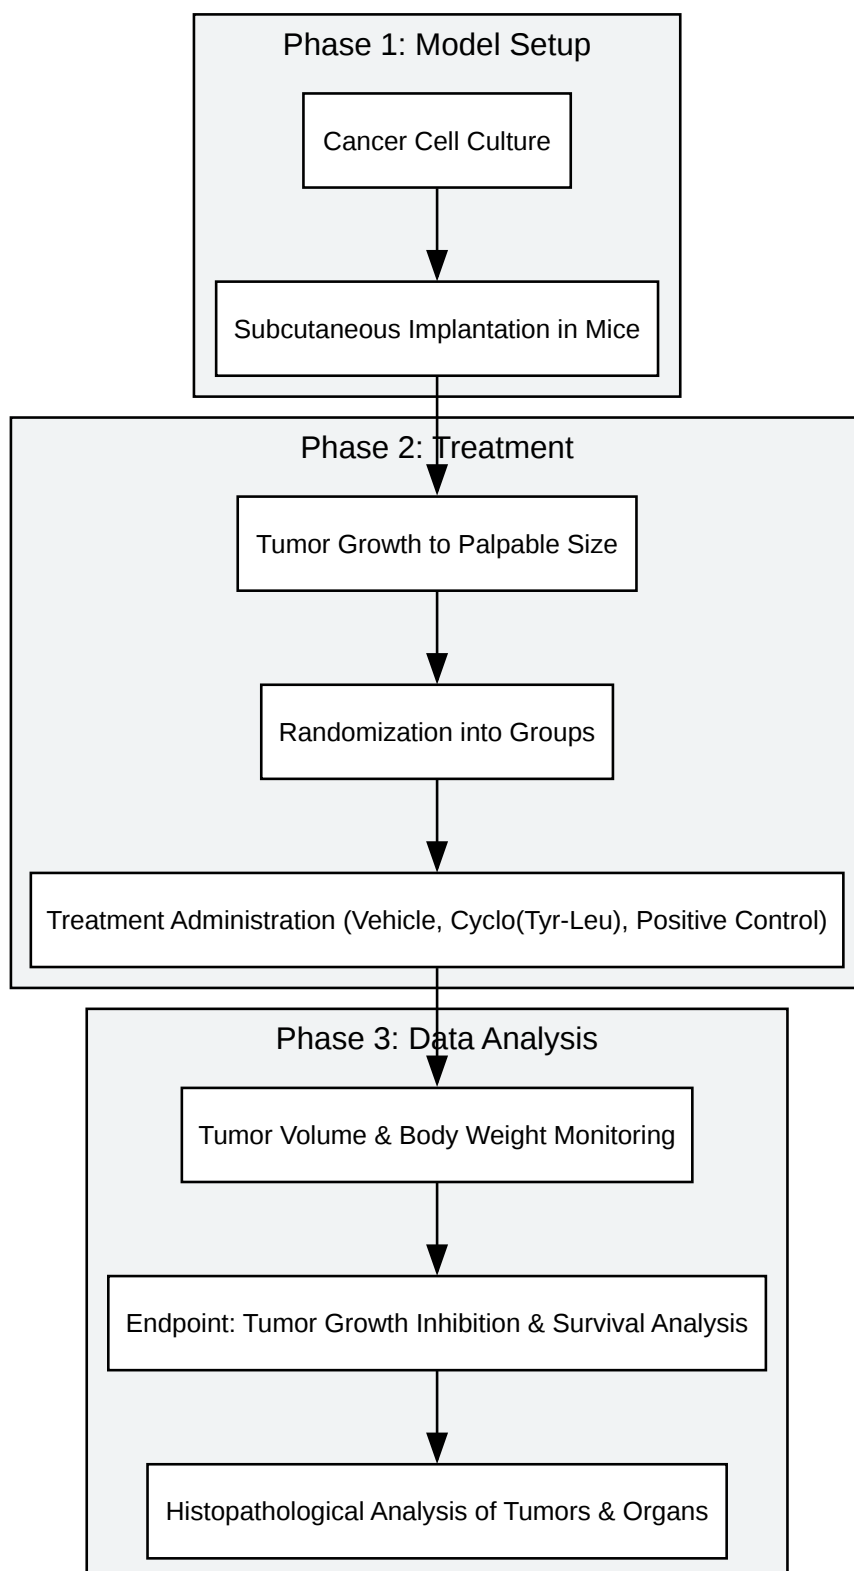 Phase 1: Model Setup
Cancer Cell Culture
Subcutaneous Implantation in Mice
Phase 2: Treatment
Tumor Growth to Palpable Size
Randomization into Groups
Treatment Administration (Vehicle, Cyclo(Tyr-Leu), Positive Control)
Phase 3: Data Analysis
Tumor Volume & Body Weight Monitoring
Endpoint: Tumor Growth Inhibition & Survival Analysis
Histopathological Analysis of Tumors & Organs